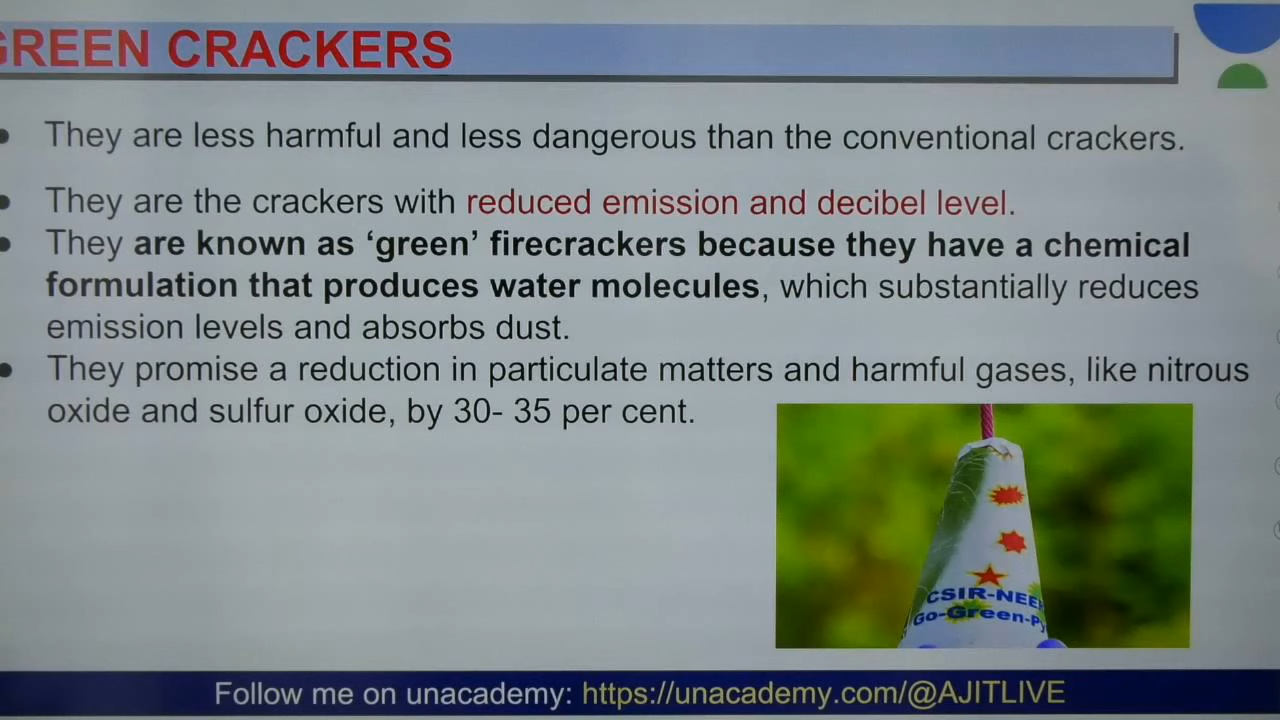 GREEN CRACKERS
They are less harmful and less dangerous than the conventional crackers.
They are the crackers with reduced emission and decibel level.
They are known as ‘green’ firecrackers because they have a chemical
formulation that produces water molecules, which substantially reduces
emission levels and absorbs dust.
They promise a reduction in particulate matters and harmful gases, like nitrous
oxide and sulfur oxide, by 30- 35 per cent.
CSIR-NEE
Go-Green-P
Follow me on unacademy: https://unacademy.com/@AJITLIVE